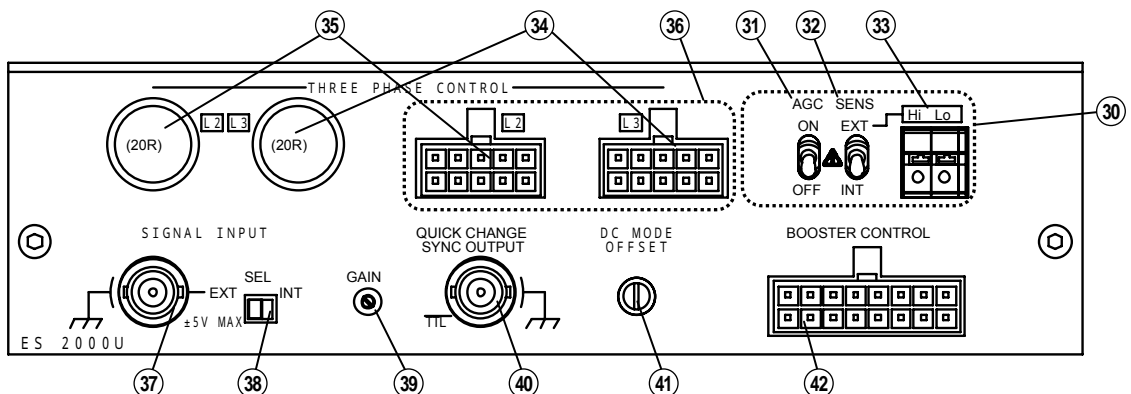 35 34 36 31 32 33
THREE PHASE CONTROL
AGC SENS
Hi Lo
30
L2 L3
L2
L3
ON EXT
(20R) (20R)
OFF INT
SIGNAL INPUT
QUICK CHANGE
SYNC OUTPUT
DC MODE
OFFSET
BOOSTER CONTROL
SEL
GAIN
EXT INT
±5V MAX
TTL
ES 2000U
37 38 39 40 41 42